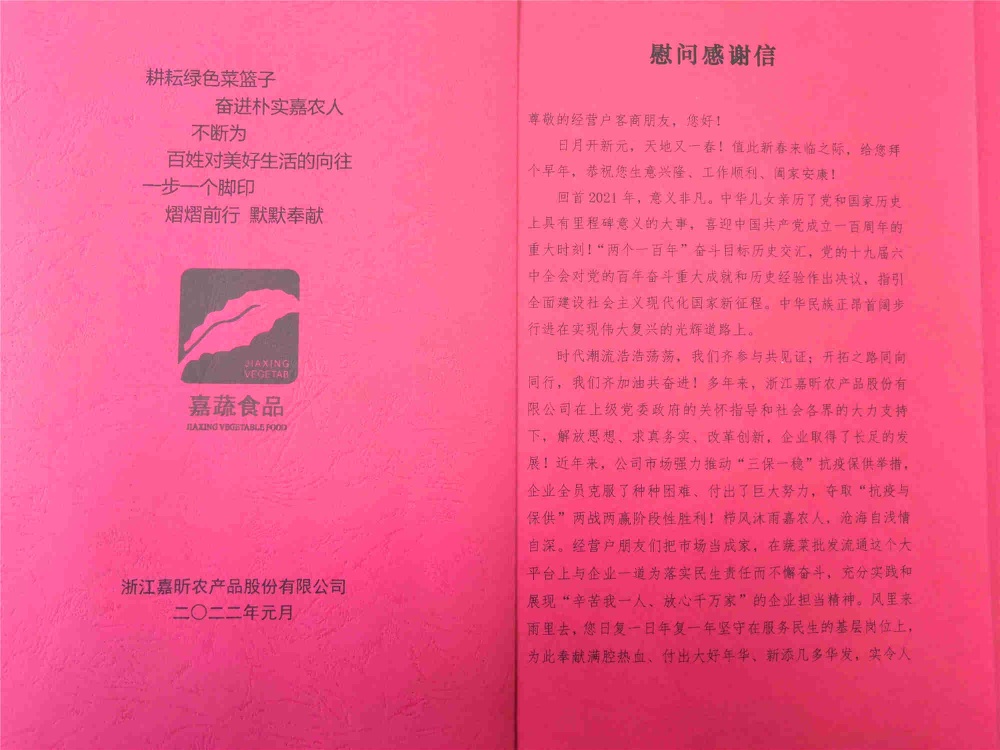 耕耘绿色菜篮子
奋进朴实嘉农人
不断为
百姓对美好生活的向往
一步一个脚印
熠熠前行 默默奉献
JIAXING
VEGETAB
嘉蔬食品
JIAXING VEGETABLE FOOD
浙江嘉昕农产品股份有限公司
二〇二二年元月
慰问感谢信
尊敬的经营户客商朋友，您好！
日月开新元，天地又一春！值此新春来临之际，给您拜
个早年，恭祝您生意兴隆、工作顺利、阖家安康！
回首 2021 年，意义非凡。中华儿女亲历了党和国家历史
上具有里程碑意义的大事，喜迎中国共产党成立一百周年的
重大时刻！“两个一百年”奋斗目标历史交汇，党的十九届六
中全会对党的百年奋斗重大成就和历史经验作出决议，指引
全面建设社会主义现代化国家新征程。中华民族正昂首阔步
行进在实现伟大复兴的光辉道路上。
时代潮流浩浩荡荡，我们齐参与共见证；开拓之路同向
同行，我们齐加油共奋进！多年来，浙江嘉昕农产品股份有
限公司在上级党委政府的关怀指导和社会各界的大力支持
下，解放思想、求真务实、改革创新，企业取得了长足的发
展！近年来，公司市场强力推动“三保一稳”抗疫保供举措，
企业全员克服了种种困难、付出了巨大努力，夺取“抗疫与
保供”两战两赢阶段性胜利！栉风沐雨嘉农人，沧海自浅情
自深。经营户朋友们把市场当成家，在蔬菜批发流通这个大
平台上与企业一道为落实民生责任而不懈奋斗，充分实践和
展现“辛苦我一人、放心千万家”的企业担当精神。风里来
雨里去，您日复一日年复一年坚守在服务民生的基层岗位上，
为此奉献满腔热血、付出大好年华、新添几多华发，实令人